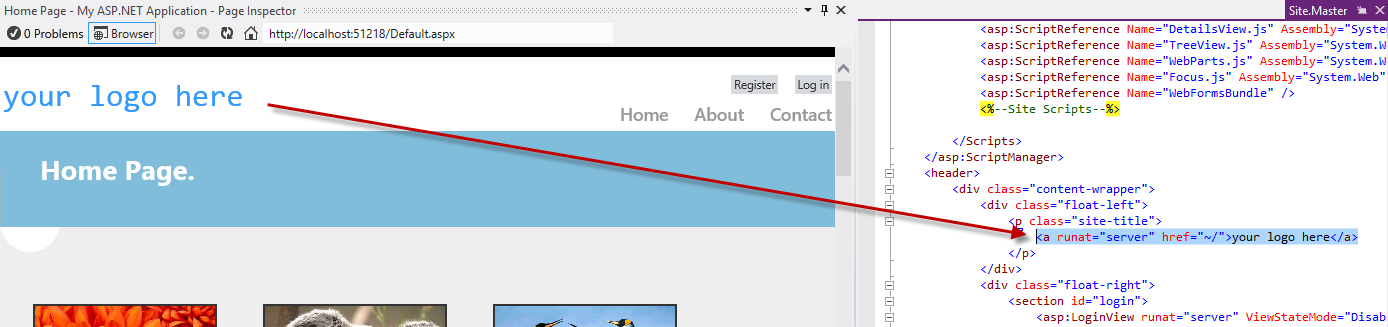 Home Page - My ASP.NET Application - Page Inspector
0 Problems Browser http://localhost:51218/Default.aspx
Register Log in
your logo here
Home About Contact
Home Page.
Site.Master
<asp:ScriptReference Name="DetailsView.js" Assembly="System
<asp:ScriptReference Name="TreeView.js" Assembly="System.W
<asp:ScriptReference Name="WebParts.js" Assembly="System.W
<asp:ScriptReference Name="Focus.js" Assembly="System.Web"
<asp:ScriptReference Name="WebFormsBundle" />
<%--Site Scripts--%>
</Scripts>
</asp:ScriptManager>
<header>
<div class="content-wrapper">
<div class="float-left">
<p class="site-title">
<a runat="server" href="~/">your logo here</a>
</p>
</div>
<div class="float-right">
<section id="login">
<asp:LoginView runat="server" ViewStateMode="Disab